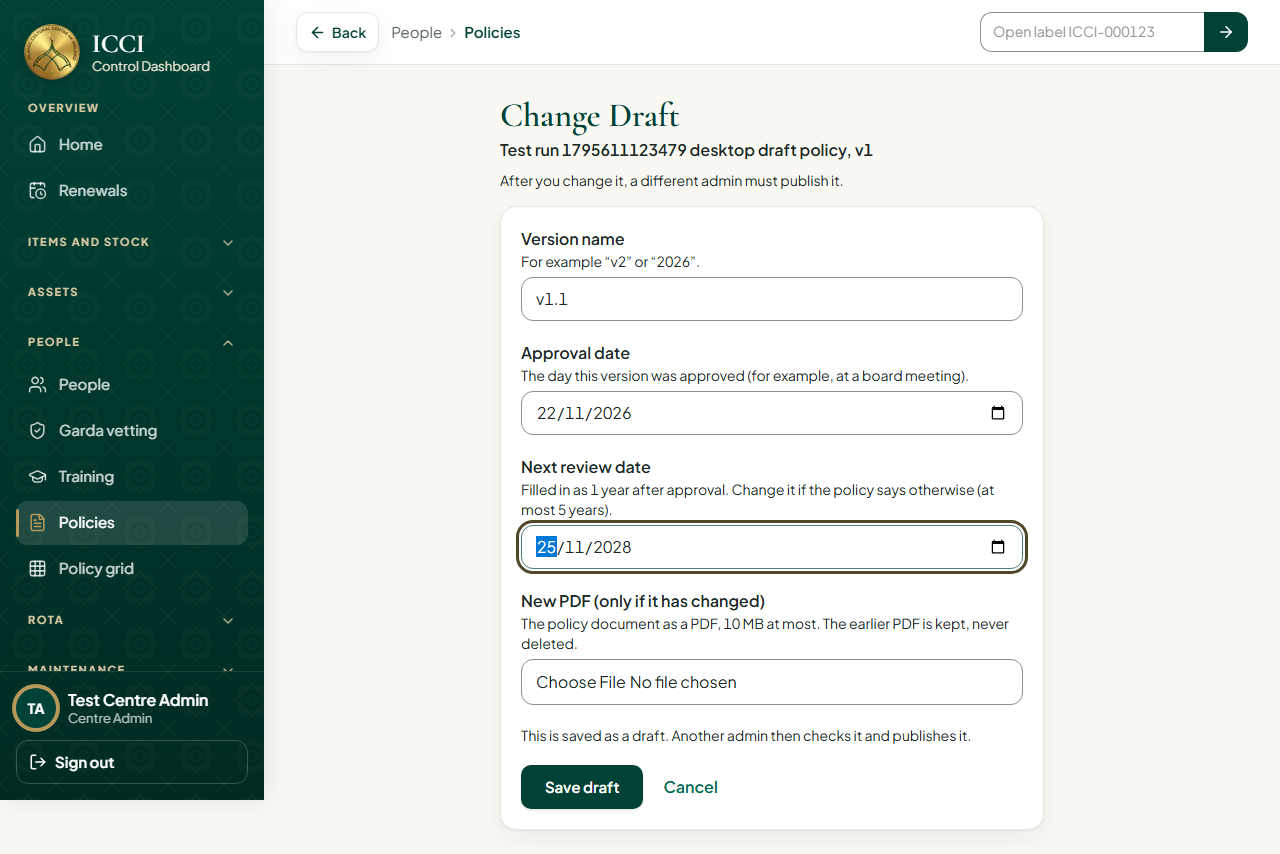 ICCI
Control Dashboard
OVERVIEW
Home
Renewals
ITEMS AND STOCK
ASSETS
PEOPLE
People
Garda vetting
Training
Policies
Policy grid
ROTA
MAINTENANCE
TA
Test Centre Admin
Centre Admin
Sign out
Back
People
Policies
Open label ICCI-000123
Change Draft
Test run 1795611123479 desktop draft policy, v1
After you change it, a different admin must publish it.
Version name
For example “v2” or “2026”.
v1.1
Approval date
The day this version was approved (for example, at a board meeting).
22/11/2026
Next review date
Filled in as 1 year after approval. Change it if the policy says otherwise (at
most 5 years).
25/11/2028
New PDF (only if it has changed)
The policy document as a PDF, 10 MB at most. The earlier PDF is kept, never
deleted.
Choose File No file chosen
This is saved as a draft. Another admin then checks it and publishes it.
Save draft
Cancel